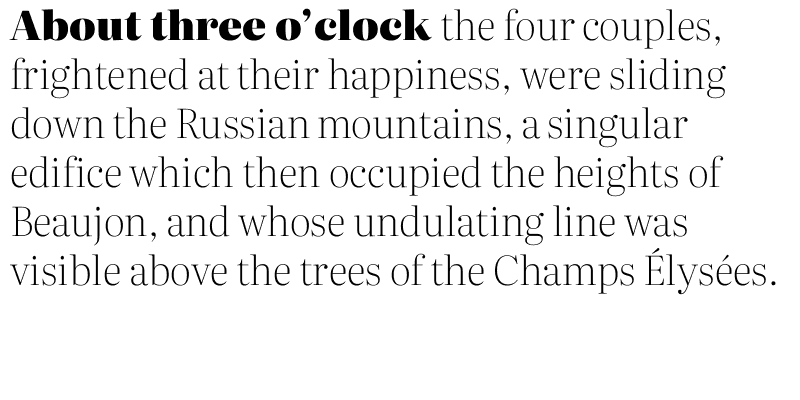 About three o’clock the four couples,
frightened at their happiness, were sliding
down the Russian mountains, a singular
edifice which then occupied the heights of
Beaujon, and whose undulating line was
visible above the trees of the Champs Élysées.